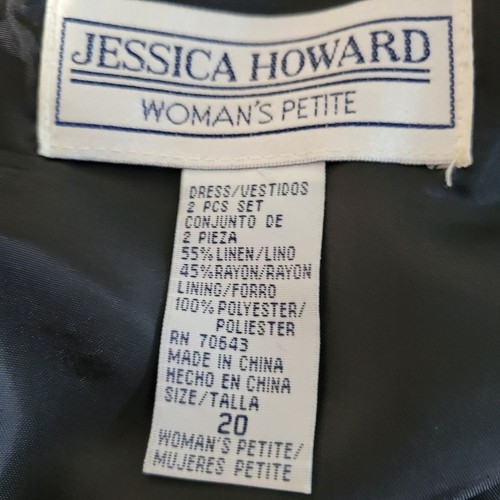 JESSICA HOWARD
WOMAN'S PETITE
DRESS/VESTIDOS
2 PCS SET
CONJUNTO DE
2 PIEZA
55% LINEN/LINO
45% RAYON/RAYON
LINING/FORRO
100% POLYESTER/
POLIESTER
RN 70643
MADE IN CHINA
HECHO EN CHINA
SIZE/TALLA
20
WOMAN'S PETITE/
MUJERES PETITE